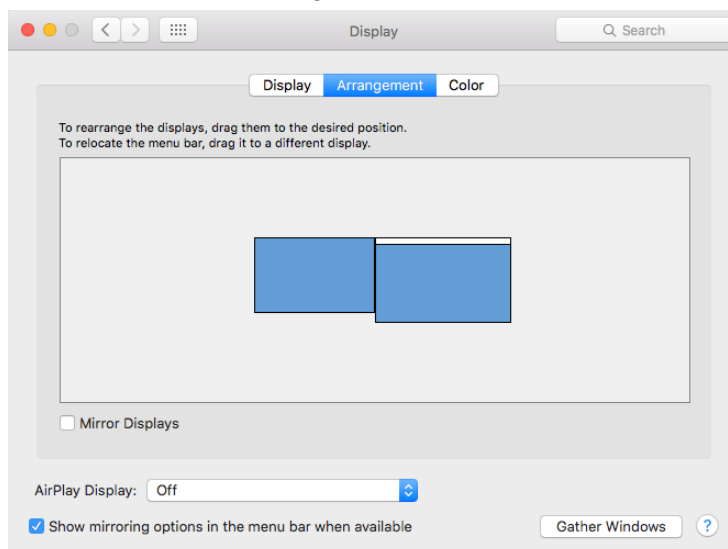 Display
Search
Display Arrangement Color
To rearrange the displays, drag them to the desired position.
To relocate the menu bar, drag it to a different display.
Mirror Displays
AirPlay Display: Off
Show mirroring options in the menu bar when available
Gather Windows ?